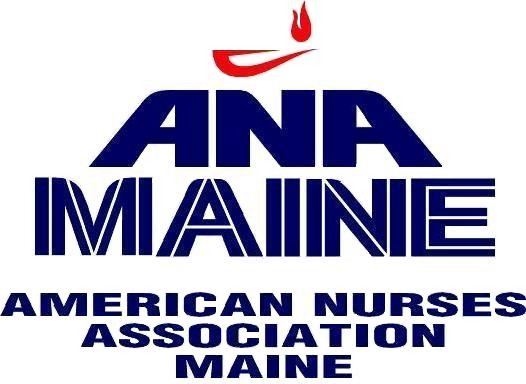 ANA
MAINE
AMERICAN NURSES
ASSOCIATION
MAINE